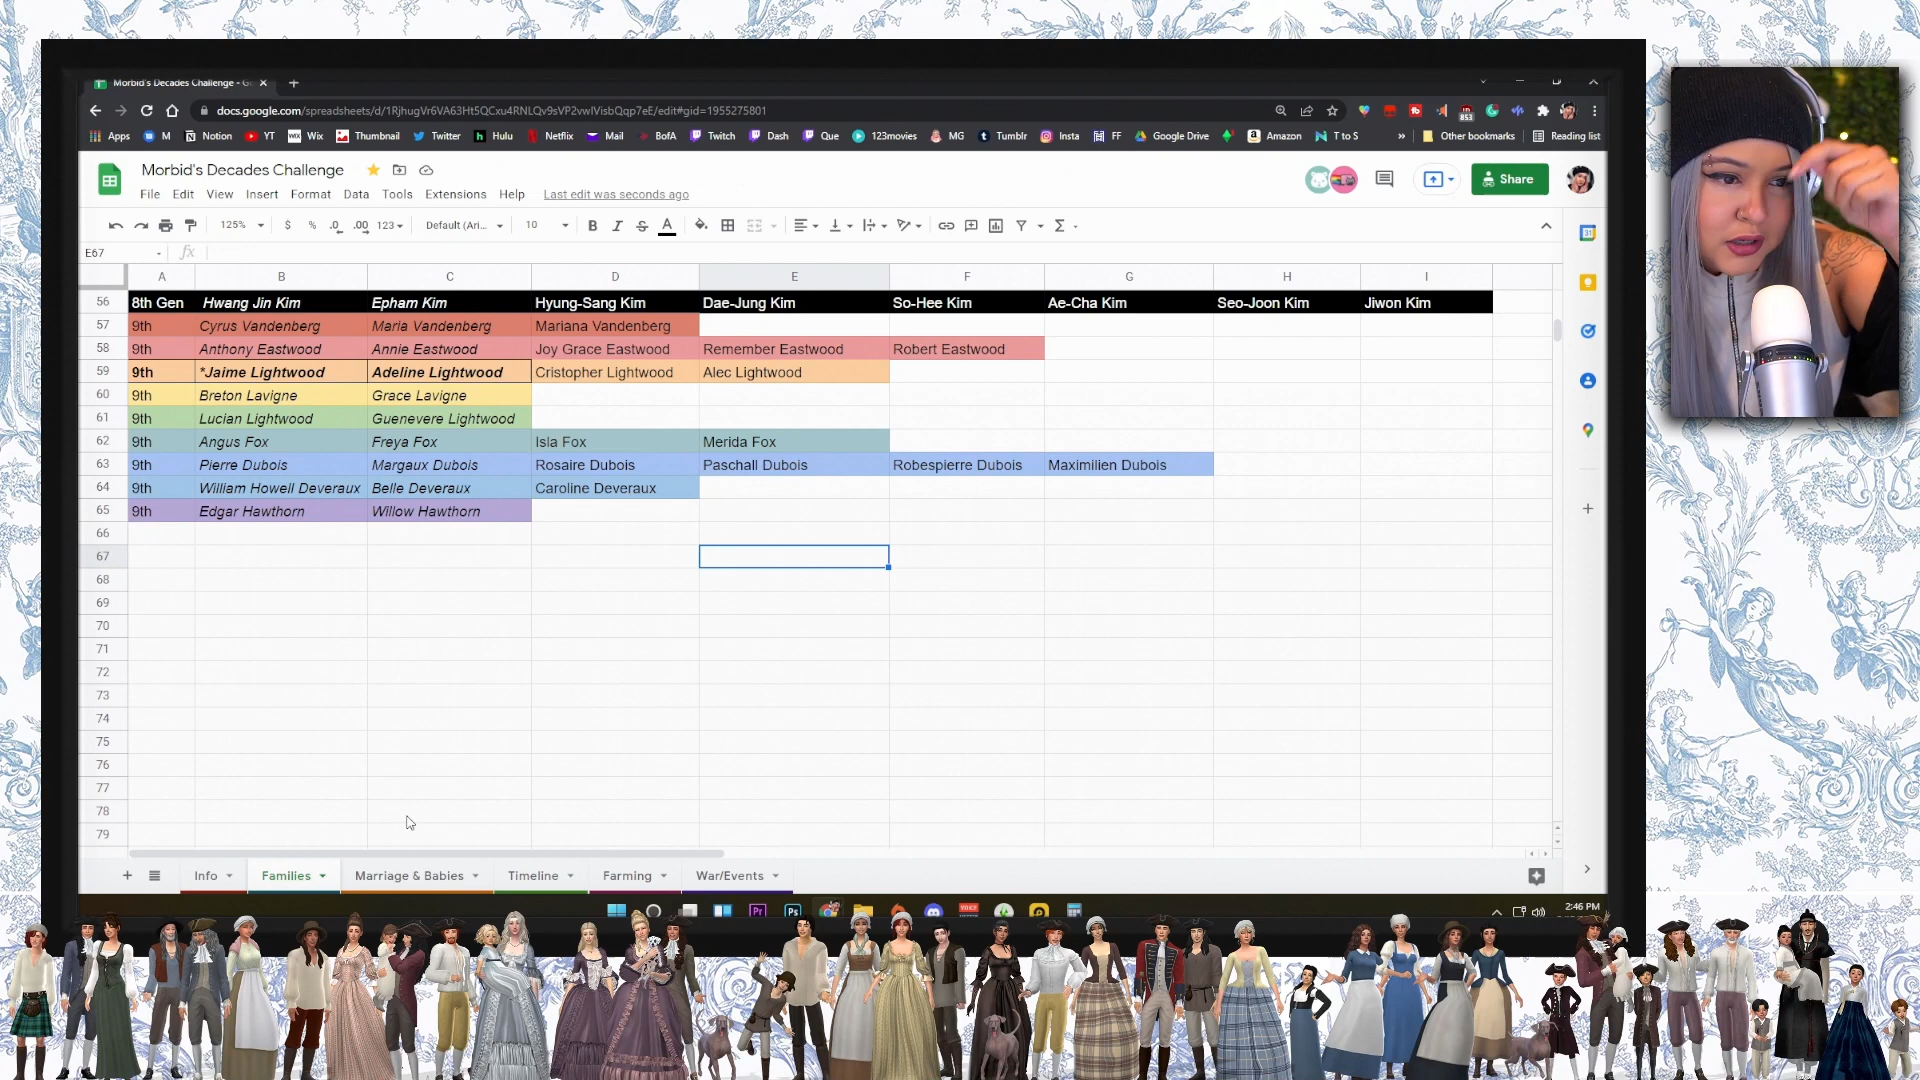 Morbid's Decades Challenge - Go
docs.google.com/spreadsheets/d/1RjhugVr6VA63Ht5QCxu4RNLQv9sVP2vwIVisbQqp7eE/edit#gid=1955275801
853
Apps M Notion YT Wix Thumbnail Twitter Hulu Netflix Mail BofA Twitch Dash Que 123movies MG Tumblr Insta FF Google Drive Amazon T to S » Other bookmarks Reading list
Morbid's Decades Challenge
File Edit View Insert Format Data Tools Extensions Help Last edit was seconds ago
Share
125% $ % .0 .00 123 Default (Ari... 10 B I S A
E67 fx
A B C D E F G H I
56 8th Gen Hwang Jin Kim Epham Kim Hyung-Sang Kim Dae-Jung Kim So-Hee Kim Ae-Cha Kim Seo-Joon Kim Jiwon Kim
57 9th Cyrus Vandenberg Maria Vandenberg Mariana Vandenberg
58 9th Anthony Eastwood Annie Eastwood Joy Grace Eastwood Remember Eastwood Robert Eastwood
59 9th *Jaime Lightwood Adeline Lightwood Cristopher Lightwood Alec Lightwood
60 9th Breton Lavigne Grace Lavigne
61 9th Lucian Lightwood Guenevere Lightwood
62 9th Angus Fox Freya Fox Isla Fox Merida Fox
63 9th Pierre Dubois Margaux Dubois Rosaire Dubois Paschall Dubois Robespierre Dubois Maximilien Dubois
64 9th William Howell Deveraux Belle Deveraux Caroline Deveraux
65 9th Edgar Hawthorn Willow Hawthorn
66
67
68
69
70
71
72
73
74
75
76
77
78
79
Info Families Marriage & Babies Timeline Farming War/Events
Pr Ps
2:46 PM